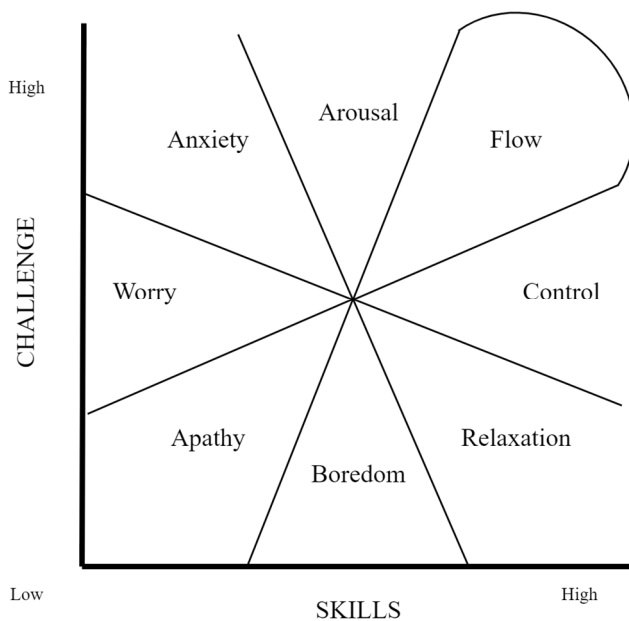 High
Anxiety
Arousal
Flow
CHALLENGE
Worry
Control
Apathy
Boredom
Relaxation
Low
High
SKILLS